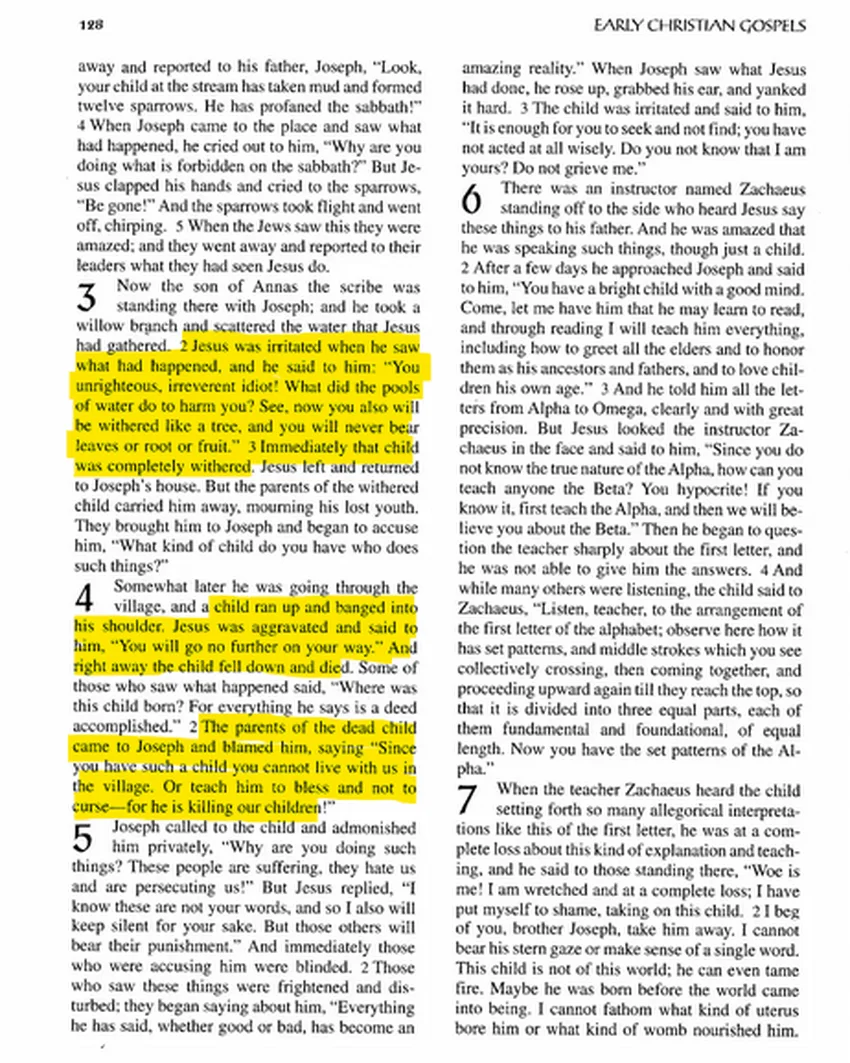 128
EARLY CHRISTIAN GOSPELS
away and reported to his father, Joseph, “Look,
your child at the stream has taken mud and formed
twelve sparrows. He has profaned the sabbath!”
4 When Joseph came to the place and saw what
had happened, he cried out to him, “Why are you
doing what is forbidden on the sabbath?” But Je-
sus clapped his hands and cried to the sparrows,
“Be gone!” And the sparrows took flight and went
off, chirping. 5 When the Jews saw this they were
amazed; and they went away and reported to their
leaders what they had seen Jesus do.
3 Now the son of Annas the scribe was
standing there with Joseph; and he took a
willow branch and scattered the water that Jesus
had gathered. 2 Jesus was irritated when he saw
what had happened, and he said to him: “You
unrighteous, irreverent idiot! What did the pools
of water do to harm you? See, now you also will
be withered like a tree, and you will never bear
leaves or root or fruit.” 3 Immediately that child
was completely withered. Jesus left and returned
to Joseph’s house. But the parents of the withered
child carried him away, mourning his lost youth.
They brought him to Joseph and began to accuse
him, “What kind of child do you have who does
such things?”
4 Somewhat later he was going through the
village, and a child ran up and banged into
his shoulder. Jesus was aggravated and said to
him, “You will go no further on your way.” And
right away the child fell down and died. Some of
those who saw what happened said, “Where was
this child born? For everything he says is a deed
accomplished.” 2 The parents of the dead child
came to Joseph and blamed him, saying “Since
you have such a child you cannot live with us in
the village. Or teach him to bless and not to
curse—for he is killing our children!”
5 Joseph called to the child and admonished
him privately, “Why are you doing such
things? These people are suffering, they hate us
and are persecuting us!” But Jesus replied, “I
know these are not your words, and so I also will
keep silent for your sake. But those others will
bear their punishment.” And immediately those
who were accusing him were blinded. 2 Those
who saw these things were frightened and dis-
turbed; they began saying about him, “Everything
he has said, whether good or bad, has become an
amazing reality.” When Joseph saw what Jesus
had done, he rose up, grabbed his ear, and yanked
it hard. 3 The child was irritated and said to him,
“It is enough for you to seek and not find; you have
not acted at all wisely. Do you not know that I am
yours? Do not grieve me.”
6 There was an instructor named Zachaeus
standing off to the side who heard Jesus say
these things to his father. And he was amazed that
he was speaking such things, though just a child.
2 After a few days he approached Joseph and said
to him, “You have a bright child with a good mind.
Come, let me have him that he may learn to read,
and through reading I will teach him everything,
including how to greet all the elders and to honor
them as his ancestors and fathers, and to love chil-
dren his own age.” 3 And he told him all the let-
ters from Alpha to Omega, clearly and with great
precision. But Jesus looked the instructor Za-
chaeus in the face and said to him, “Since you do
not know the true nature of the Alpha, how can you
teach anyone the Beta? You hypocrite! If you
know it, first teach the Alpha, and then we will be-
lieve you about the Beta.” Then he began to ques-
tion the teacher sharply about the first letter, and
he was not able to give him the answers. 4 And
while many others were listening, the child said to
Zachaeus, “Listen, teacher, to the arrangement of
the first letter of the alphabet; observe here how it
has set patterns, and middle strokes which you see
collectively crossing, then coming together, and
proceeding upward again till they reach the top, so
that it is divided into three equal parts, each of
them fundamental and foundational, of equal
length. Now you have the set patterns of the Al-
pha.”
7 When the teacher Zachaeus heard the child
setting forth so many allegorical interpreta-
tions like this of the first letter, he was at a com-
plete loss about this kind of explanation and teach-
ing, and he said to those standing there, “Woe is
me! I am wretched and at a complete loss; I have
put myself to shame, taking on this child. 2 I beg
of you, brother Joseph, take him away. I cannot
bear his stern gaze or make sense of a single word.
This child is not of this world; he can even tame
fire. Maybe he was born before the world came
into being. I cannot fathom what kind of uterus
bore him or what kind of womb nourished him.